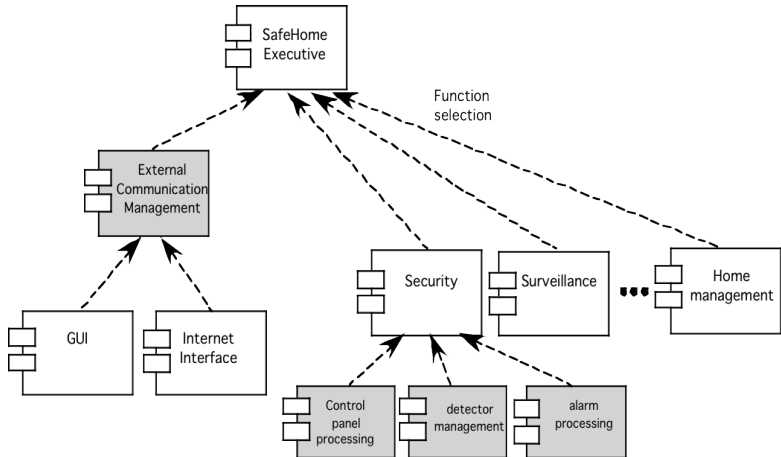 SafeHome
Executive
Function
selection
External
Communication
Management
Security
Surveillance
Home
management
GUI
Internet
Interface
Control
panel
processing
detector
management
alarm
processing